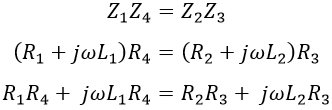 Z₁Z₄ = Z₂Z₃
(R₁ + jωL₁)R₄ = (R₂ + jωL₂)R₃
R₁R₄ + jωL₁R₄ = R₂R₃ + jωL₂R₃